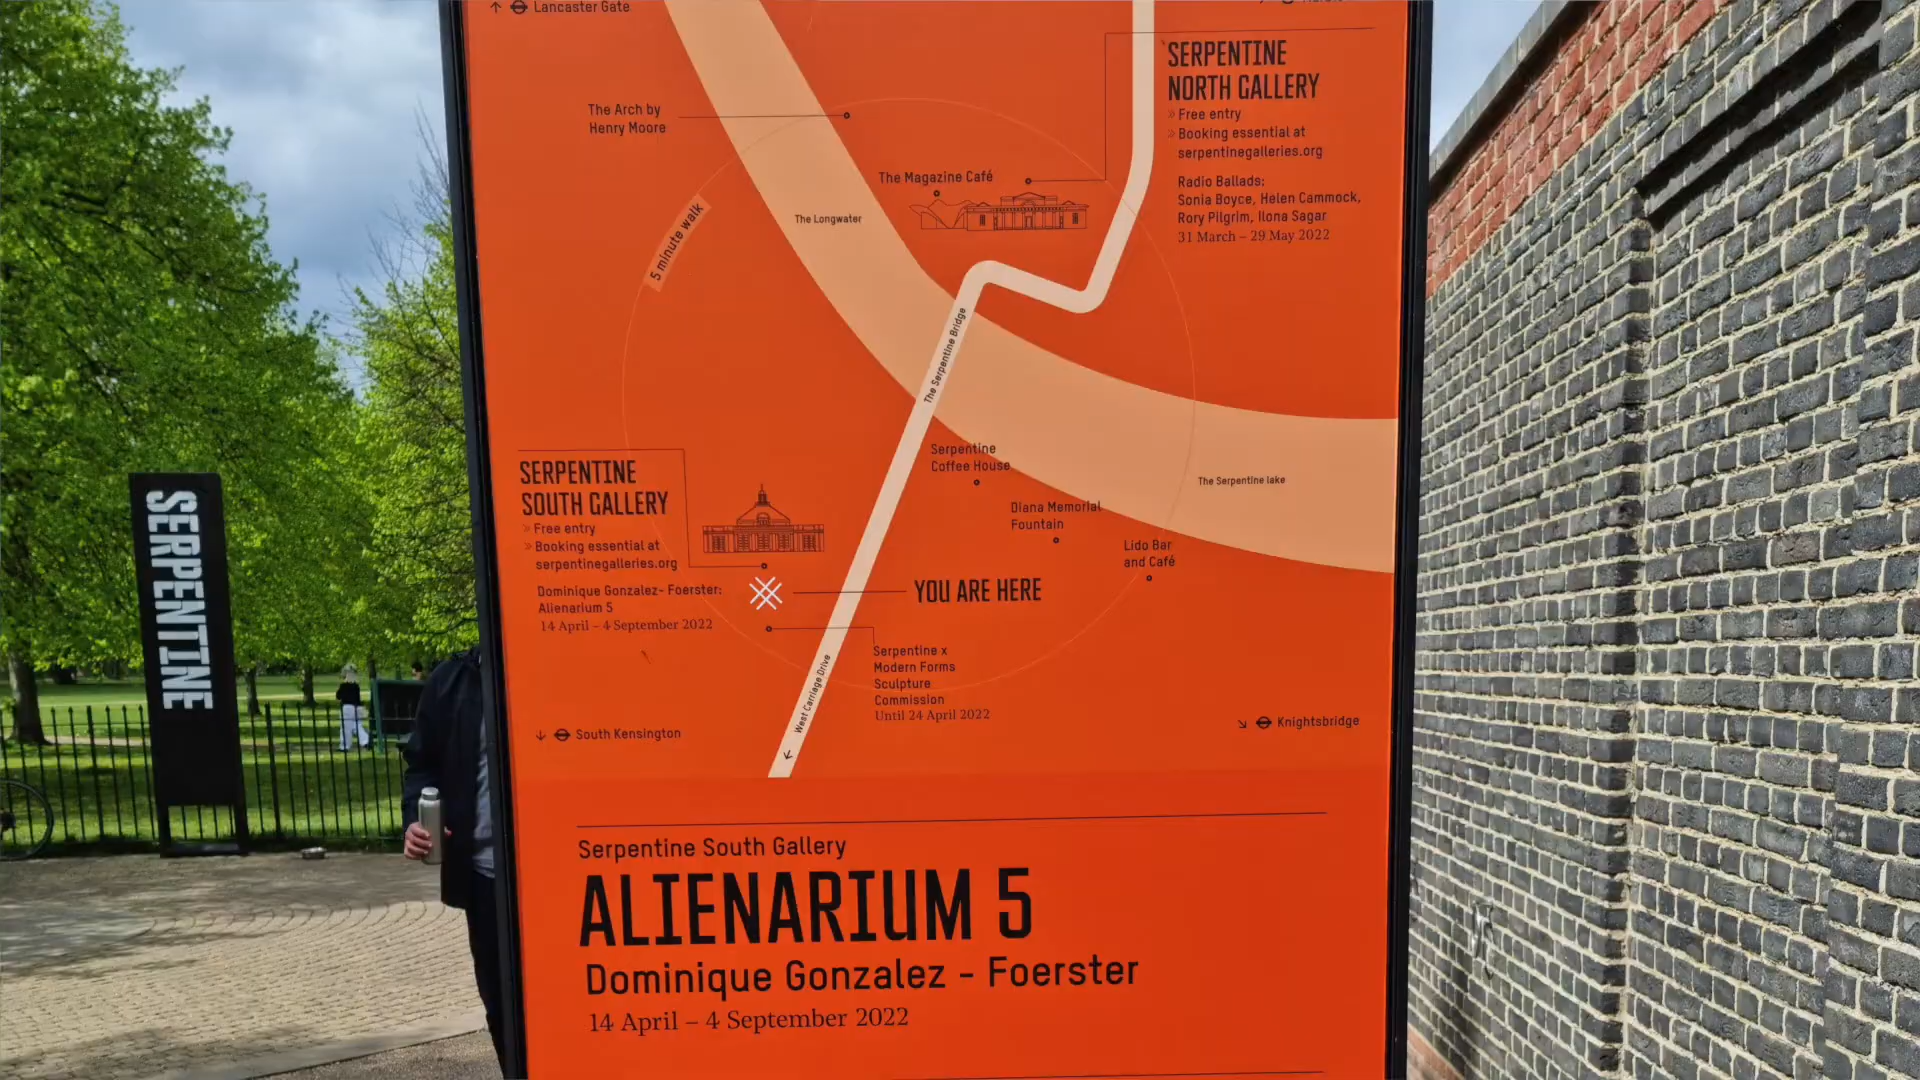 Lancaster Gate
SERPENTINE
NORTH GALLERY
» Free entry
» Booking essential at
serpentinegalleries.org
Radio Ballads:
Sonia Boyce, Helen Cammock,
Rory Pilgrim, Ilona Sagar
31 March – 29 May 2022
The Arch by
Henry Moore
The Magazine Café
5 minute walk
The Longwater
The Serpentine Bridge
SERPENTINE
SOUTH GALLERY
» Free entry
» Booking essential at
serpentinegalleries.org
Dominique Gonzalez- Foerster:
Alienarium 5
14 April – 4 September 2022
Serpentine
Coffee House
The Serpentine lake
Diana Memorial
Fountain
Lido Bar
and Café
YOU ARE HERE
Serpentine x
Modern Forms
Sculpture
Commission
Until 24 April 2022
West Carriage Drive
South Kensington
Knightsbridge
Serpentine South Gallery
ALIENARIUM 5
Dominique Gonzalez - Foerster
14 April – 4 September 2022
SERPENTINE